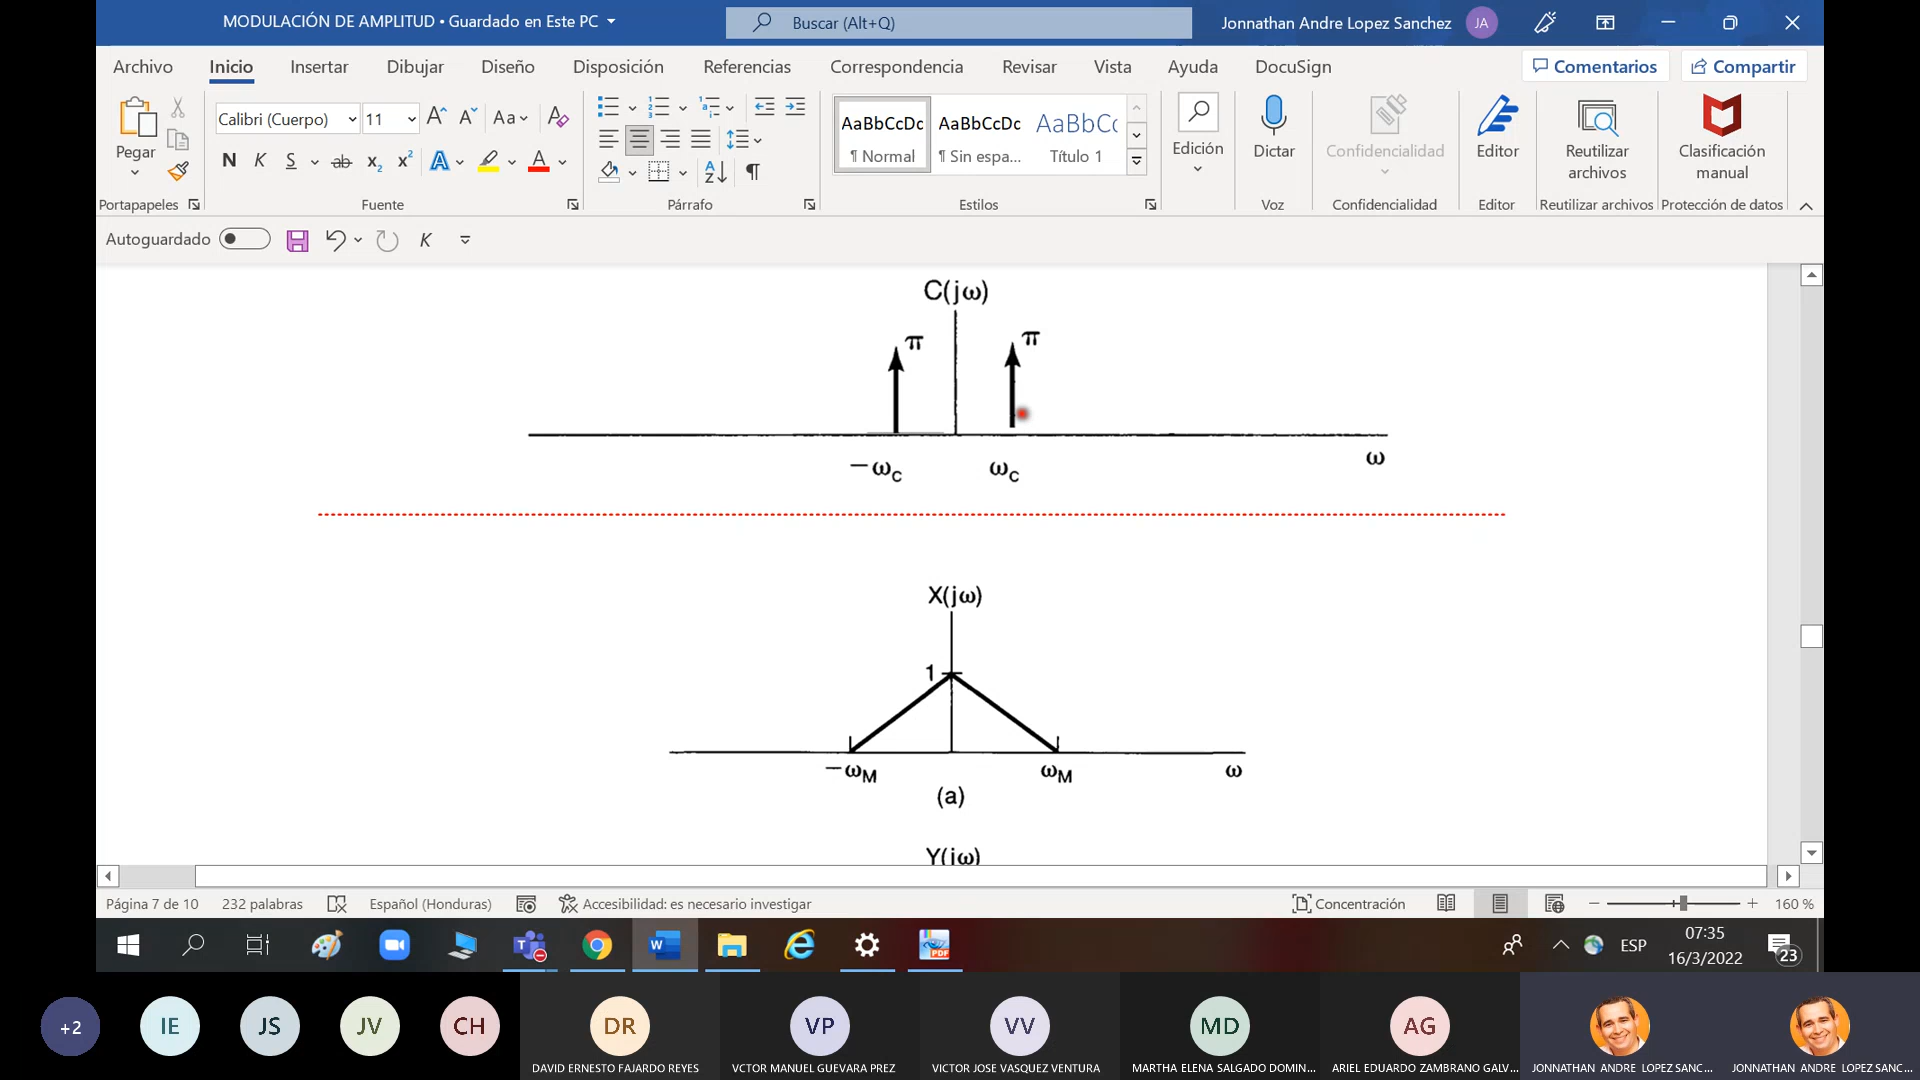 MODULACIÓN DE AMPLITUD • Guardado en Este PC
Buscar (Alt+Q)
Jonnathan Andre Lopez Sanchez
JA
Archivo
Inicio
Insertar
Dibujar
Diseño
Disposición
Referencias
Correspondencia
Revisar
Vista
Ayuda
DocuSign
Comentarios
Compartir
Pegar
Portapapeles
Calibri (Cuerpo)
11
Aa
N K S ab x₂ x² A A
Fuente
Párrafo
AaBbCcDc
¶ Normal
AaBbCcDc
¶ Sin espa...
AaBbCc
Título 1
Estilos
Edición
Dictar
Voz
Confidencialidad
Confidencialidad
Editor
Editor
Reutilizar
archivos
Reutilizar archivos
Clasificación
manual
Protección de datos
Autoguardado
K
C(jω)
π
π
−ωc
ωc
ω
X(jω)
1
−ωM
ωM
ω
(a)
Y(jω)
Página 7 de 10
232 palabras
Español (Honduras)
Accesibilidad: es necesario investigar
Concentración
160 %
ESP
07:35
16/3/2022
23
+2
IE
JS
JV
CH
DR
DAVID ERNESTO FAJARDO REYES
VP
VCTOR MANUEL GUEVARA PREZ
VV
VICTOR JOSE VASQUEZ VENTURA
MD
MARTHA ELENA SALGADO DOMIN...
AG
ARIEL EDUARDO ZAMBRANO GALV...
JONNATHAN ANDRE LOPEZ SANC...
JONNATHAN ANDRE LOPEZ SANC...